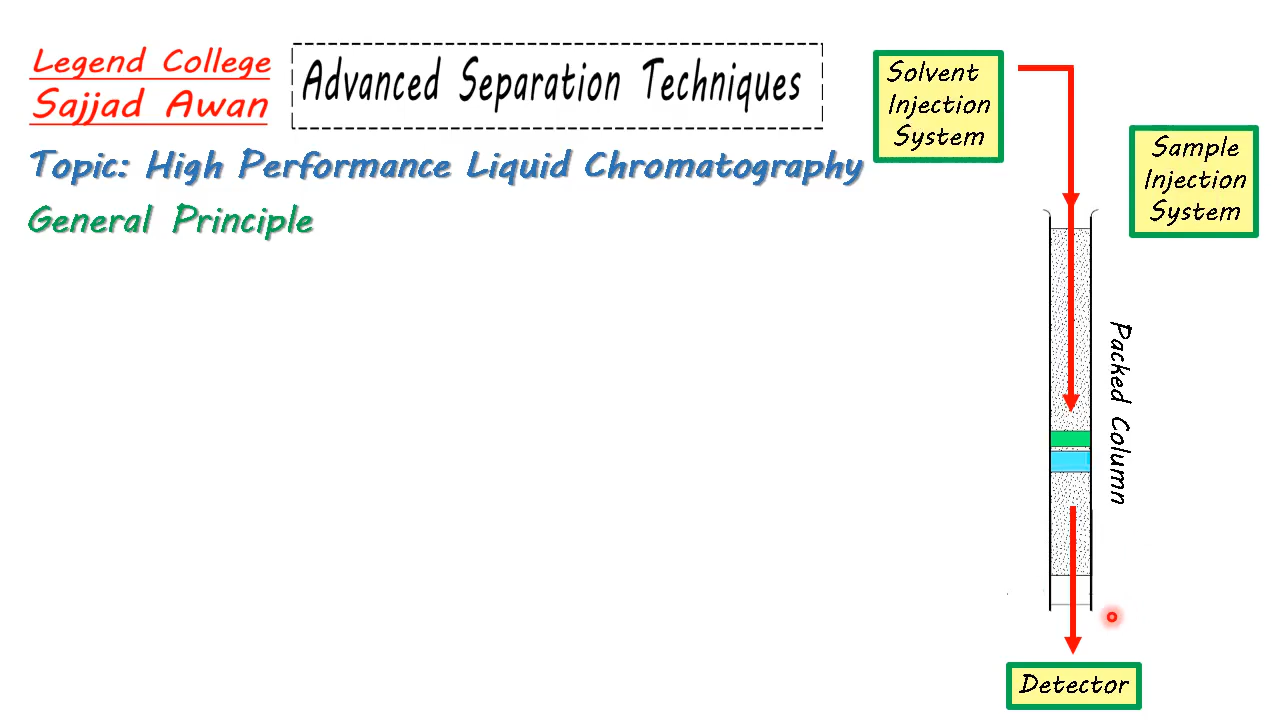 Legend College
Sajjad Awan
Advanced Separation Techniques
Topic: High Performance Liquid Chromatography
General Principle
Solvent
Injection
System
Sample
Injection
System
Packed Column
Detector